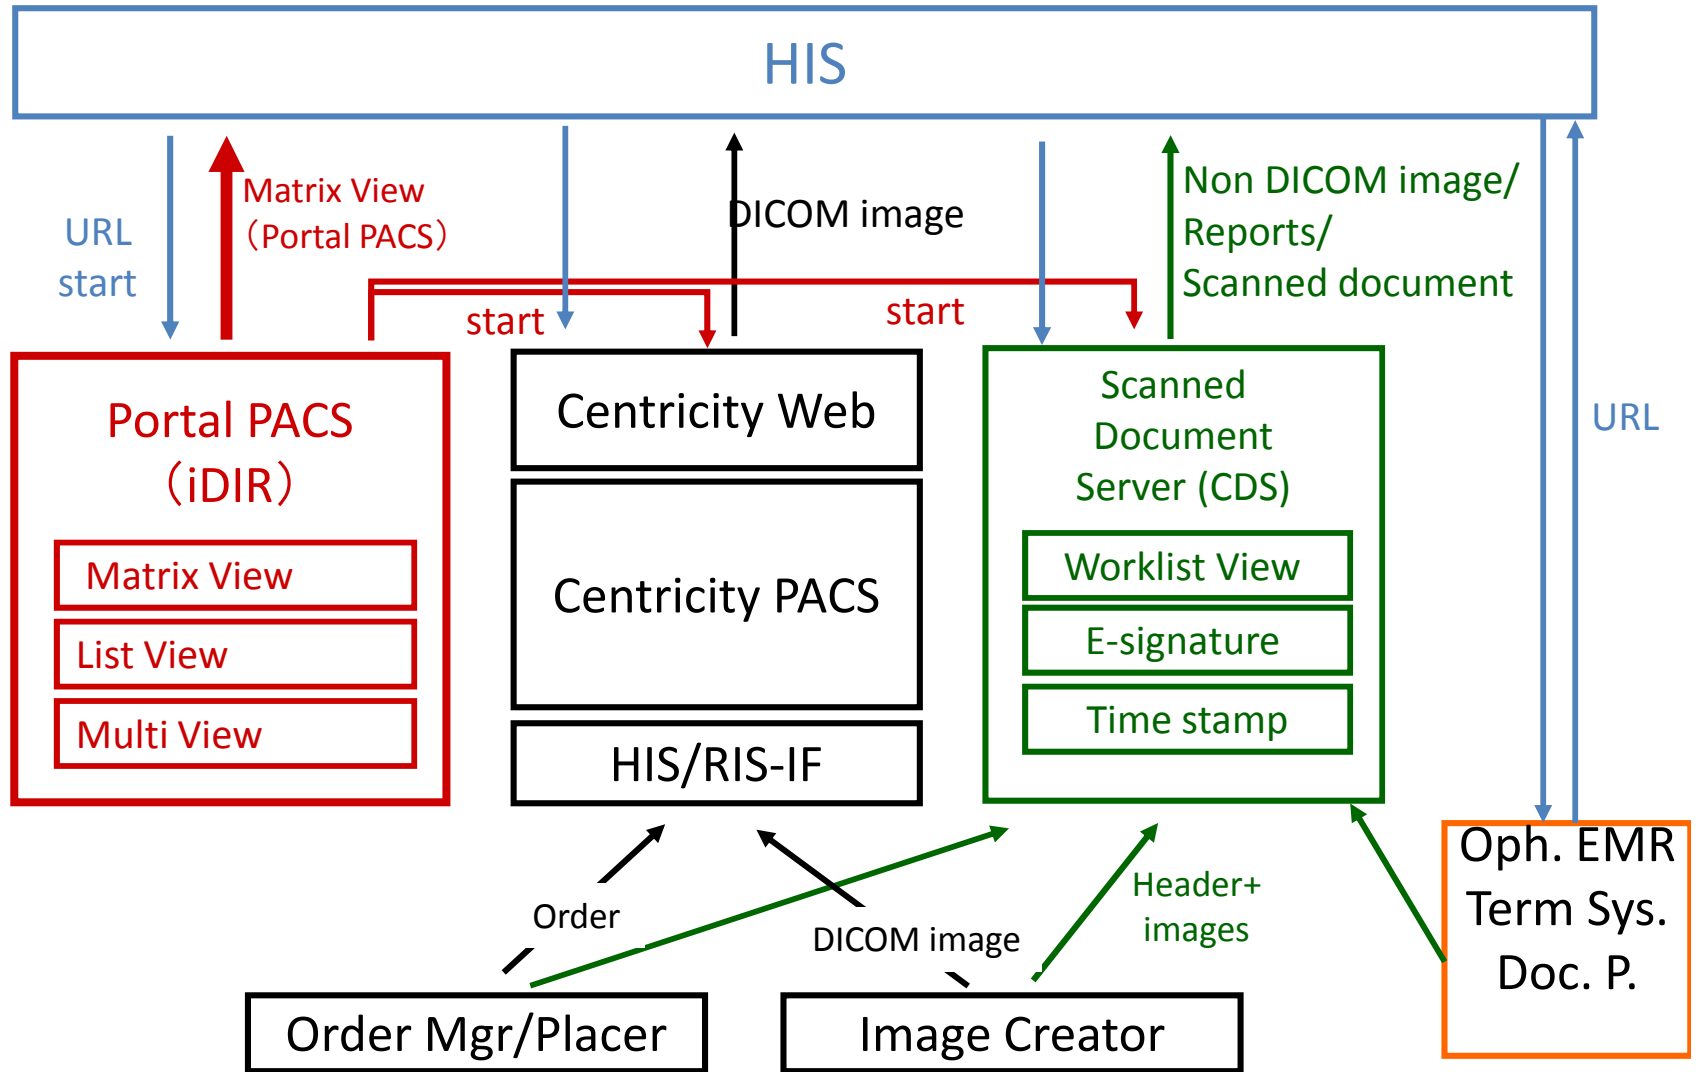 HIS
URL
start
Matrix View
（Portal PACS）
DICOM image
Non DICOM image/
Reports/
Scanned document
start
start
URL
Portal PACS
（iDIR）
Matrix View
List View
Multi View
Centricity Web
Centricity PACS
HIS/RIS-IF
Scanned
Document
Server (CDS)
Worklist View
E-signature
Time stamp
Order
DICOM image
Header+
images
Oph. EMR
Term Sys.
Doc. P.
Order Mgr/Placer
Image Creator